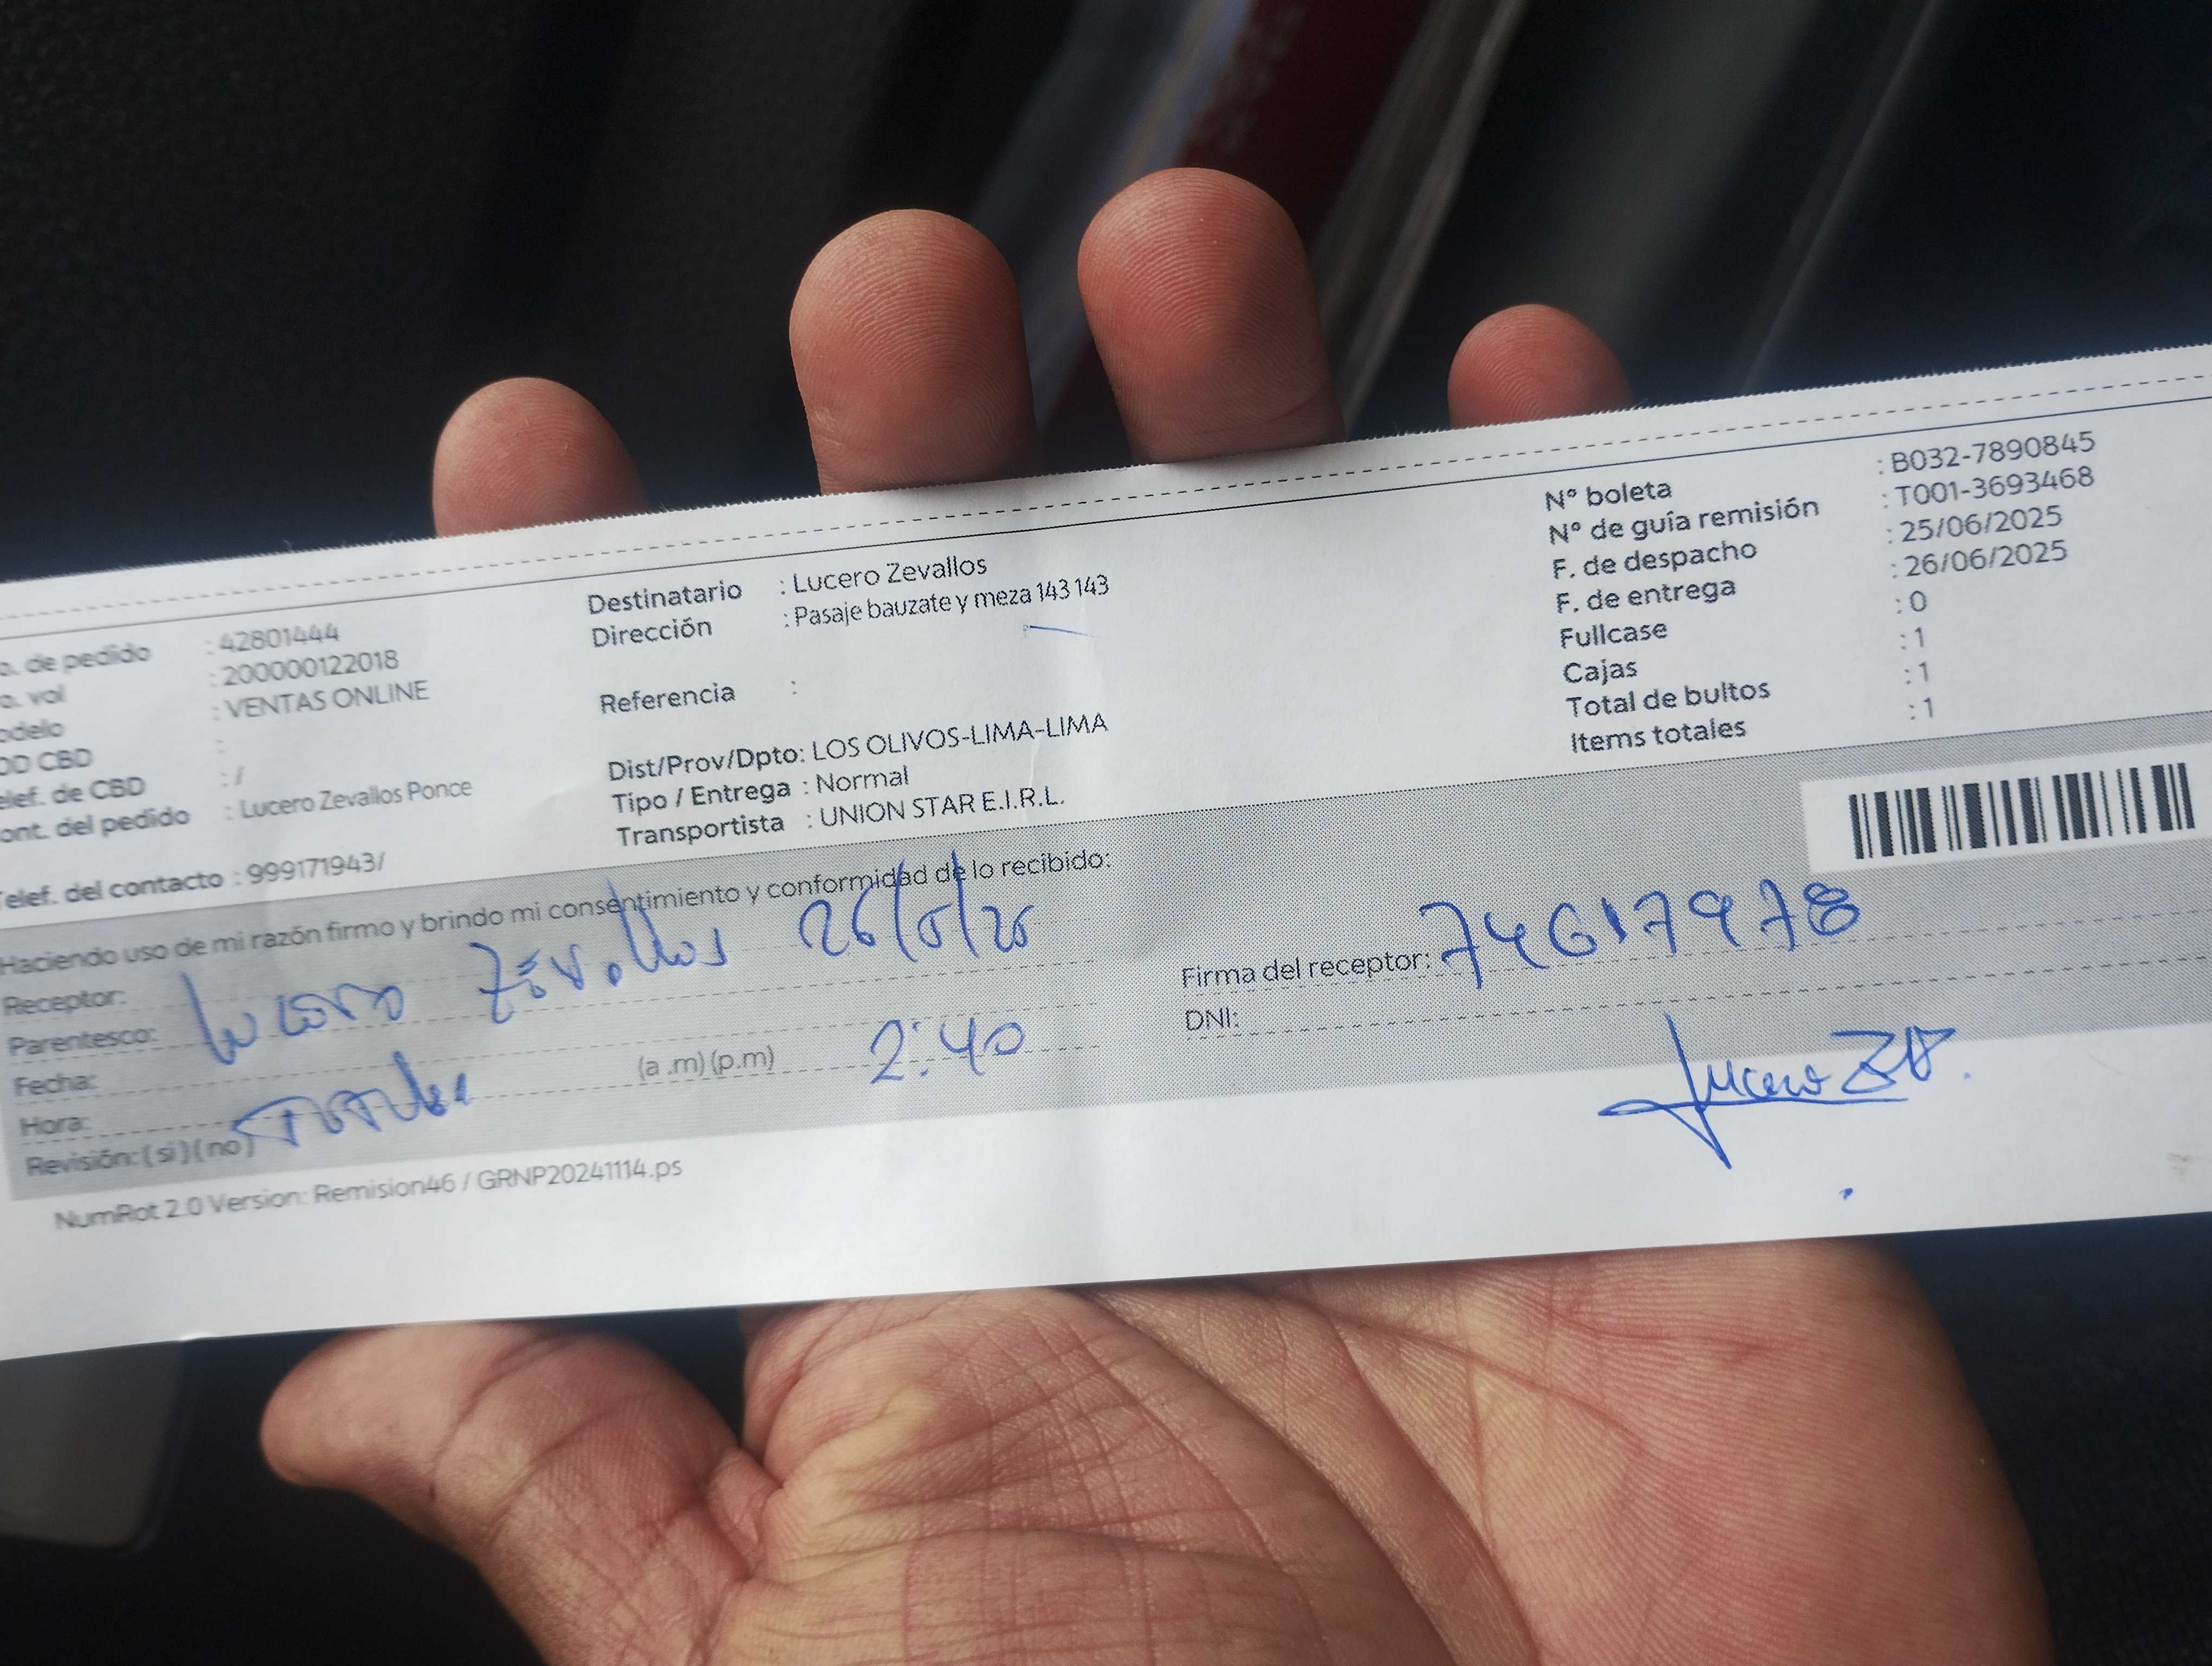 o. de pedido : 42801444
o. vol : 200000122018
odelo : VENTAS ONLINE
OD CBD :
elef. de CBD : /
ont. del pedido : Lucero Zevallos Ponce
Telef. del contacto : 999171943/
Destinatario : Lucero Zevallos
Dirección : Pasaje bauzate y meza 143 143
Referencia :
Dist/Prov/Dpto: LOS OLIVOS-LIMA-LIMA
Tipo / Entrega : Normal
Transportista : UNION STAR E.I.R.L.
N° boleta : B032-7890845
N° de guía remisión : T001-3693468
F. de despacho : 25/06/2025
F. de entrega : 26/06/2025
Fullcase : 0
Cajas : 1
Total de bultos : 1
Items totales : 1
Haciendo uso de mi razón firmo y brindo mi consentimiento y conformidad de lo recibido:
Receptor: Lucero Zevallos
Parentesco:
Fecha:
Hora: (a .m) (p.m) 2:40
Revisión: (si) (no) Titular
Firma del receptor: 74617978
DNI:
Lucero
NumRot 2.0 Version: Remision46 / GRNP20241114.ps